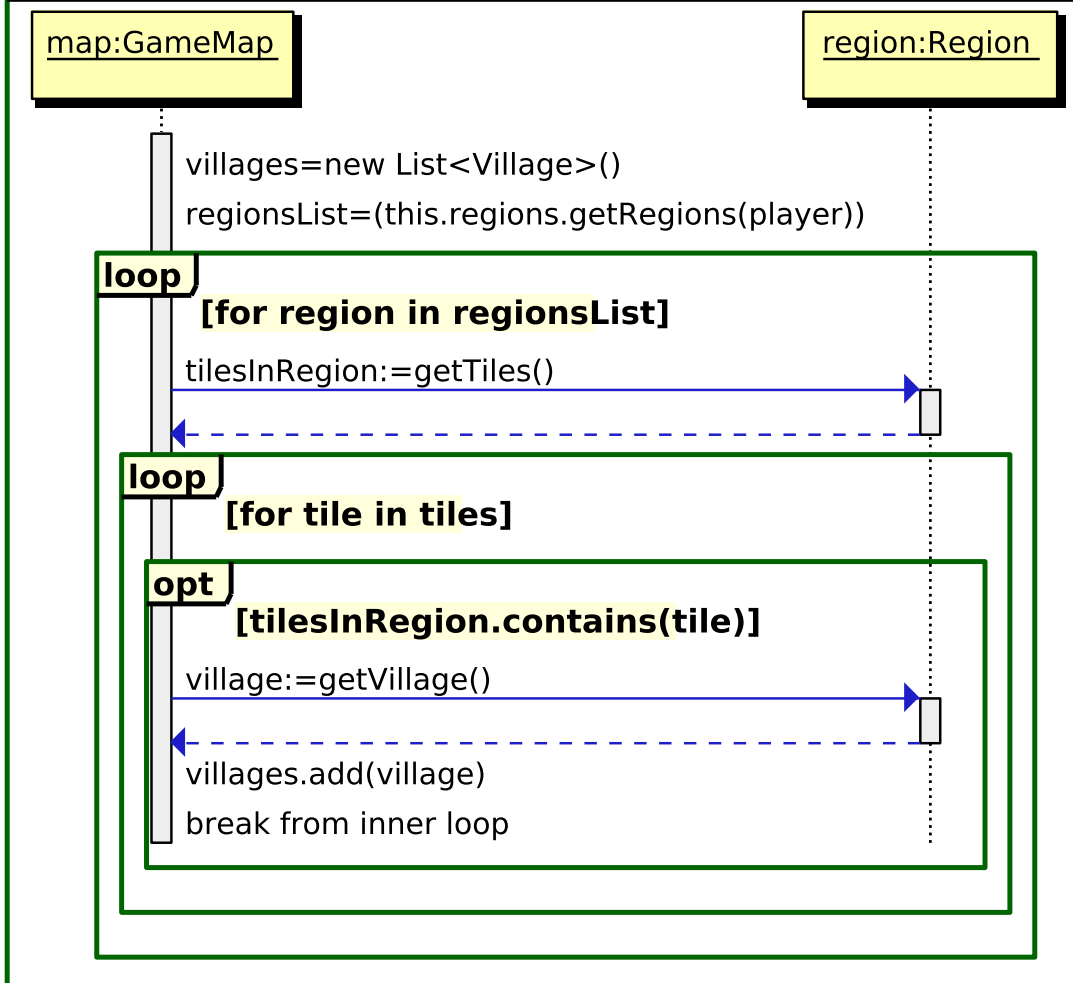 map:GameMap
region:Region
villages=new List<Village>()
regionsList=(this.regions.getRegions(player))
loop
[for region in regionsList]
tilesInRegion:=getTiles()
loop
[for tile in tiles]
opt
[tilesInRegion.contains(tile)]
village:=getVillage()
villages.add(village)
break from inner loop